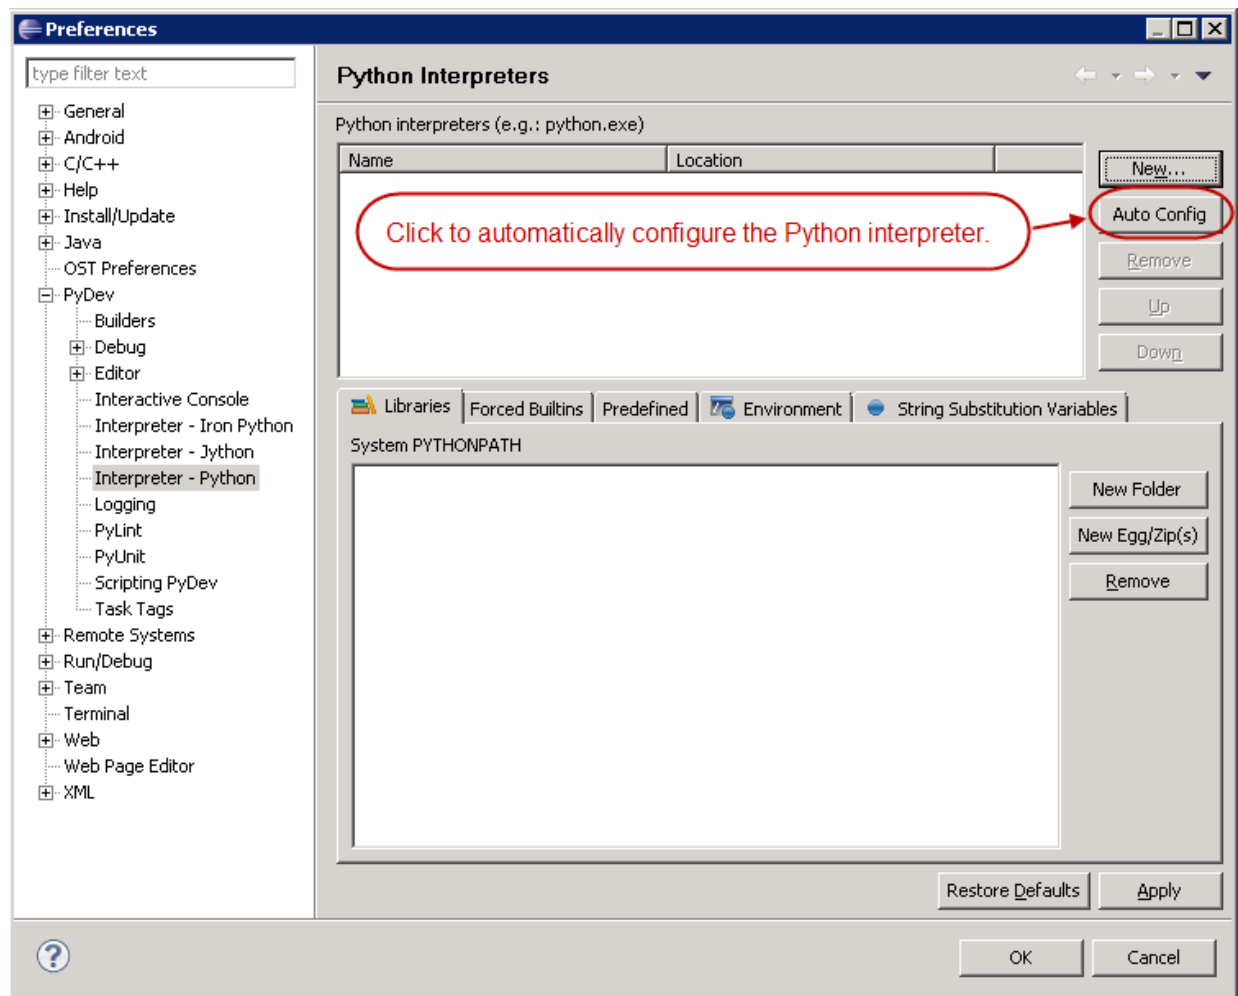 Preferences
type filter text
General
Android
C/C++
Help
Install/Update
Java
OST Preferences
PyDev
Builders
Debug
Editor
Interactive Console
Interpreter - Iron Python
Interpreter - Jython
Interpreter - Python
Logging
PyLint
PyUnit
Scripting PyDev
Task Tags
Remote Systems
Run/Debug
Team
Terminal
Web
Web Page Editor
XML
Python Interpreters
Python interpreters (e.g.: python.exe)
Name Location
New...
Click to automatically configure the Python interpreter.
Auto Config
Remove
Up
Down
Libraries Forced Builtins Predefined Environment String Substitution Variables
System PYTHONPATH
New Folder
New Egg/Zip(s)
Remove
Restore Defaults Apply
? OK Cancel